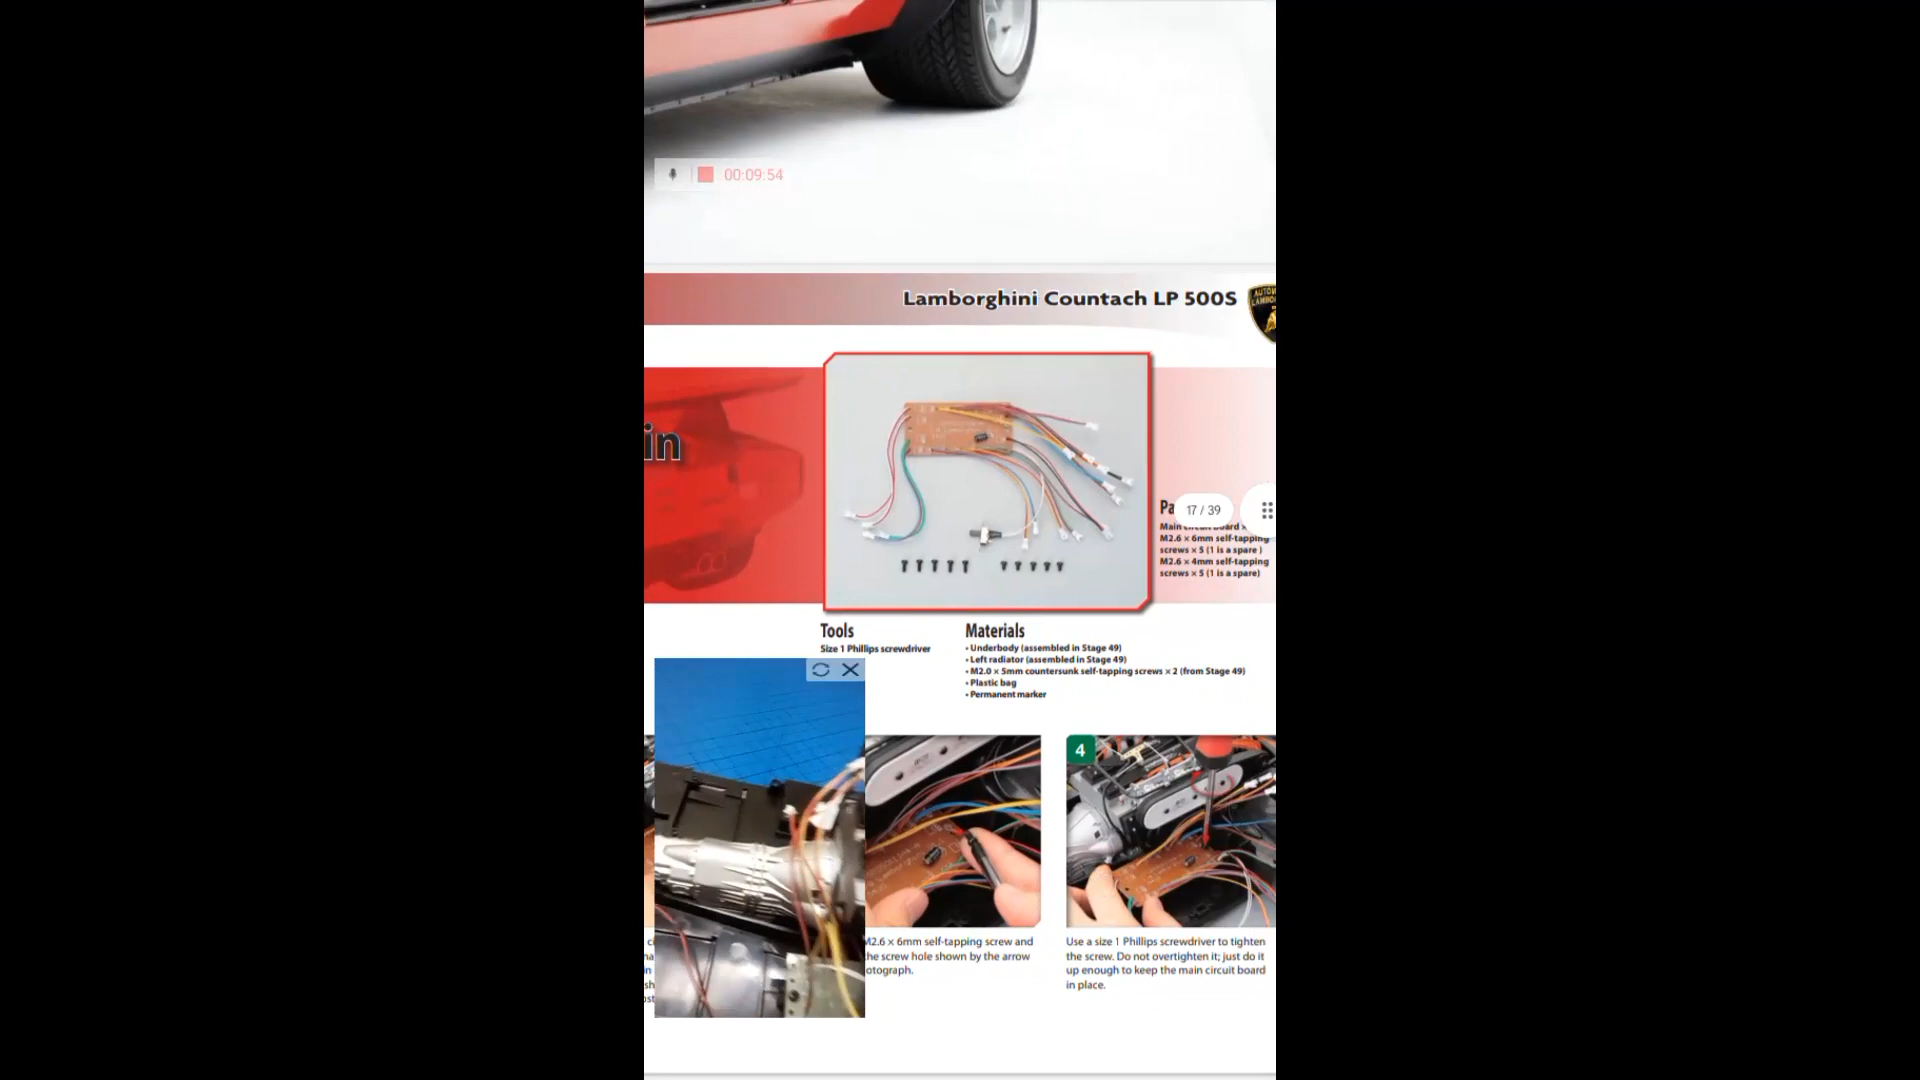 00:09:54
Lamborghini Countach LP 500S
AUTOM
LAMBO
in
Pa
17 / 39
Main board ×
M2.6 × 6mm self-tapping
screws × 5 (1 is a spare )
M2.6 × 4mm self-tapping
screws × 5 (1 is a spare)
Tools
Size 1 Phillips screwdriver
Materials
• Underbody (assembled in Stage 49)
• Left radiator (assembled in Stage 49)
• M2.0 × 5mm countersunk self-tapping screws × 2 (from Stage 49)
• Plastic bag
• Permanent marker
M2.6 × 6mm self-tapping screw and
he screw hole shown by the arrow
otograph.
4
Use a size 1 Phillips screwdriver to tighten
the screw. Do not overtighten it; just do it
up enough to keep the main circuit board
in place.